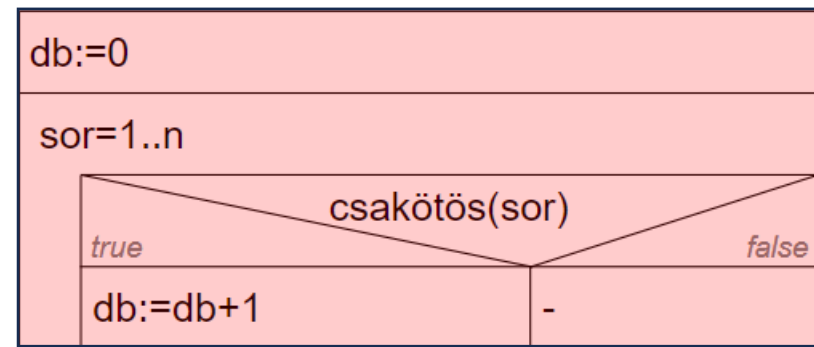 db:=0
sor=1..n
csakötös(sor)
true
false
db:=db+1
-